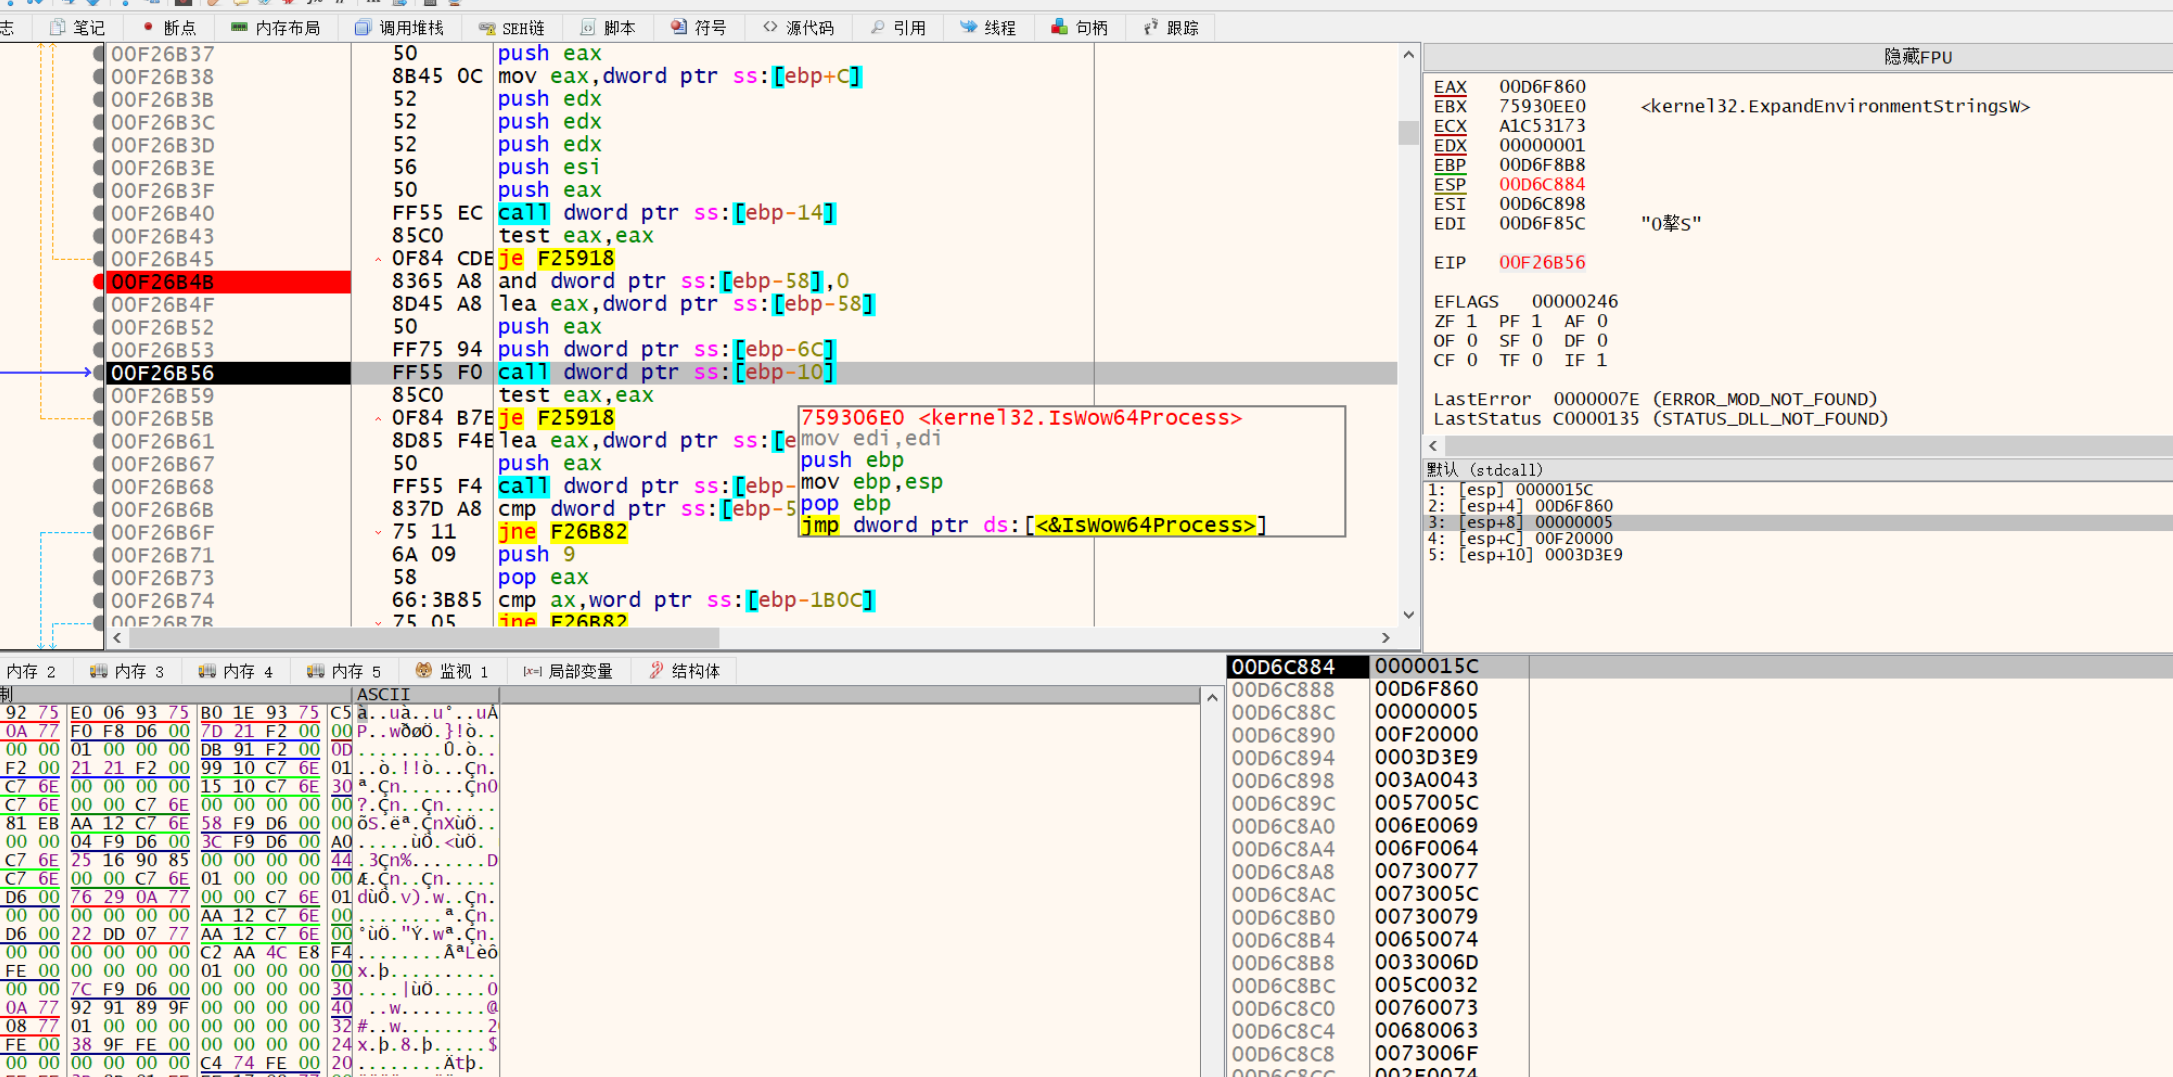 志 笔记 断点 内存布局 调用堆栈 SEH链 脚本 符号 源代码 引用 线程 句柄 跟踪
00F26B37 50 push eax
00F26B38 8B45 0C mov eax,dword ptr ss:[ebp+C]
00F26B3B 52 push edx
00F26B3C 52 push edx
00F26B3D 52 push edx
00F26B3E 56 push esi
00F26B3F 50 push eax
00F26B40 FF55 EC call dword ptr ss:[ebp-14]
00F26B43 85C0 test eax,eax
00F26B45 0F84 CDE je F25918
00F26B4B 8365 A8 and dword ptr ss:[ebp-58],0
00F26B4F 8D45 A8 lea eax,dword ptr ss:[ebp-58]
00F26B52 50 push eax
00F26B53 FF75 94 push dword ptr ss:[ebp-6C]
00F26B56 FF55 F0 call dword ptr ss:[ebp-10]
00F26B59 85C0 test eax,eax
00F26B5B 0F84 B7E je F25918
00F26B61 8D85 F4E lea eax,dword ptr ss:[e
00F26B67 50 push eax
00F26B68 FF55 F4 call dword ptr ss:[ebp-
00F26B6B 837D A8 cmp dword ptr ss:[ebp-5
00F26B6F 75 11 jne F26B82
00F26B71 6A 09 push 9
00F26B73 58 pop eax
00F26B74 66:3B85 cmp ax,word ptr ss:[ebp-1B0C]
00F26B7B 75 05 jne F26B82
759306E0 <kernel32.IsWow64Process>
mov edi,edi
push ebp
mov ebp,esp
pop ebp
jmp dword ptr ds:[<&IsWow64Process>]
隐藏FPU
EAX 00D6F860
EBX 75930EE0 <kernel32.ExpandEnvironmentStringsW>
ECX A1C53173
EDX 00000001
EBP 00D6F8B8
ESP 00D6C884
ESI 00D6C898
EDI 00D6F85C "0漀S"
EIP 00F26B56
EFLAGS 00000246
ZF 1 PF 1 AF 0
OF 0 SF 0 DF 0
CF 0 TF 0 IF 1
LastError 0000007E (ERROR_MOD_NOT_FOUND)
LastStatus C0000135 (STATUS_DLL_NOT_FOUND)
默认 (stdcall)
1: [esp] 0000015C
2: [esp+4] 00D6F860
3: [esp+8] 00000005
4: [esp+C] 00F20000
5: [esp+10] 0003D3E9
内存 2 内存 3 内存 4 内存 5 监视 1 [x=] 局部变量 结构体
制 ASCII
92 75 E0 06 93 75 B0 1E 93 75 C5 à..uà..u°..uÅ
0A 77 F0 F8 D6 00 7D 21 F2 00 00 P..wðøÖ.}!ò..
00 00 01 00 00 00 DB 91 F2 00 0D ........Û.ò..
F2 00 21 21 F2 00 99 10 C7 6E 01 ..ò.!!ò...Çn.
C7 6E 00 00 00 00 15 10 C7 6E 30 ª.Çn......Çn0
C7 6E 00 00 C7 6E 00 00 00 00 00 ?.Çn..Çn.....
81 EB AA 12 C7 6E 58 F9 D6 00 00 õS.ëª.ÇnXùÖ..
00 00 04 F9 D6 00 3C F9 D6 00 A0 .....ùÖ.<ùÖ.
C7 6E 25 16 90 85 00 00 00 00 44 .3Çn%.......D
C7 6E 00 00 C7 6E 01 00 00 00 00 Æ.Çn..Çn.....
D6 00 76 29 0A 77 00 00 C7 6E 01 dùÖ.v).w..Çn.
00 00 00 00 00 00 AA 12 C7 6E 00 ........ª.Çn.
D6 00 22 DD 07 77 AA 12 C7 6E 00 °ùÖ."Ý.wª.Çn.
00 00 00 00 00 00 C2 AA 4C E8 F4 ........ÂªLèô
FE 00 00 00 00 00 01 00 00 00 00 x.þ..........
00 00 7C F9 D6 00 00 00 00 00 30 ....|ùÖ.....0
0A 77 92 91 89 9F 00 00 00 00 40 ..w........@
08 77 01 00 00 00 00 00 00 00 32 #..w........2
FE 00 38 9F FE 00 00 00 00 00 24 x.þ.8.þ.....$
00 00 00 00 00 00 C4 74 FE 00 20 ........Ätþ.
00D6C884 0000015C
00D6C888 00D6F860
00D6C88C 00000005
00D6C890 00F20000
00D6C894 0003D3E9
00D6C898 003A0043
00D6C89C 0057005C
00D6C8A0 006E0069
00D6C8A4 006F0064
00D6C8A8 00730077
00D6C8AC 0073005C
00D6C8B0 00730079
00D6C8B4 00650074
00D6C8B8 0033006D
00D6C8BC 005C0032
00D6C8C0 00760073
00D6C8C4 00680063
00D6C8C8 0073006F